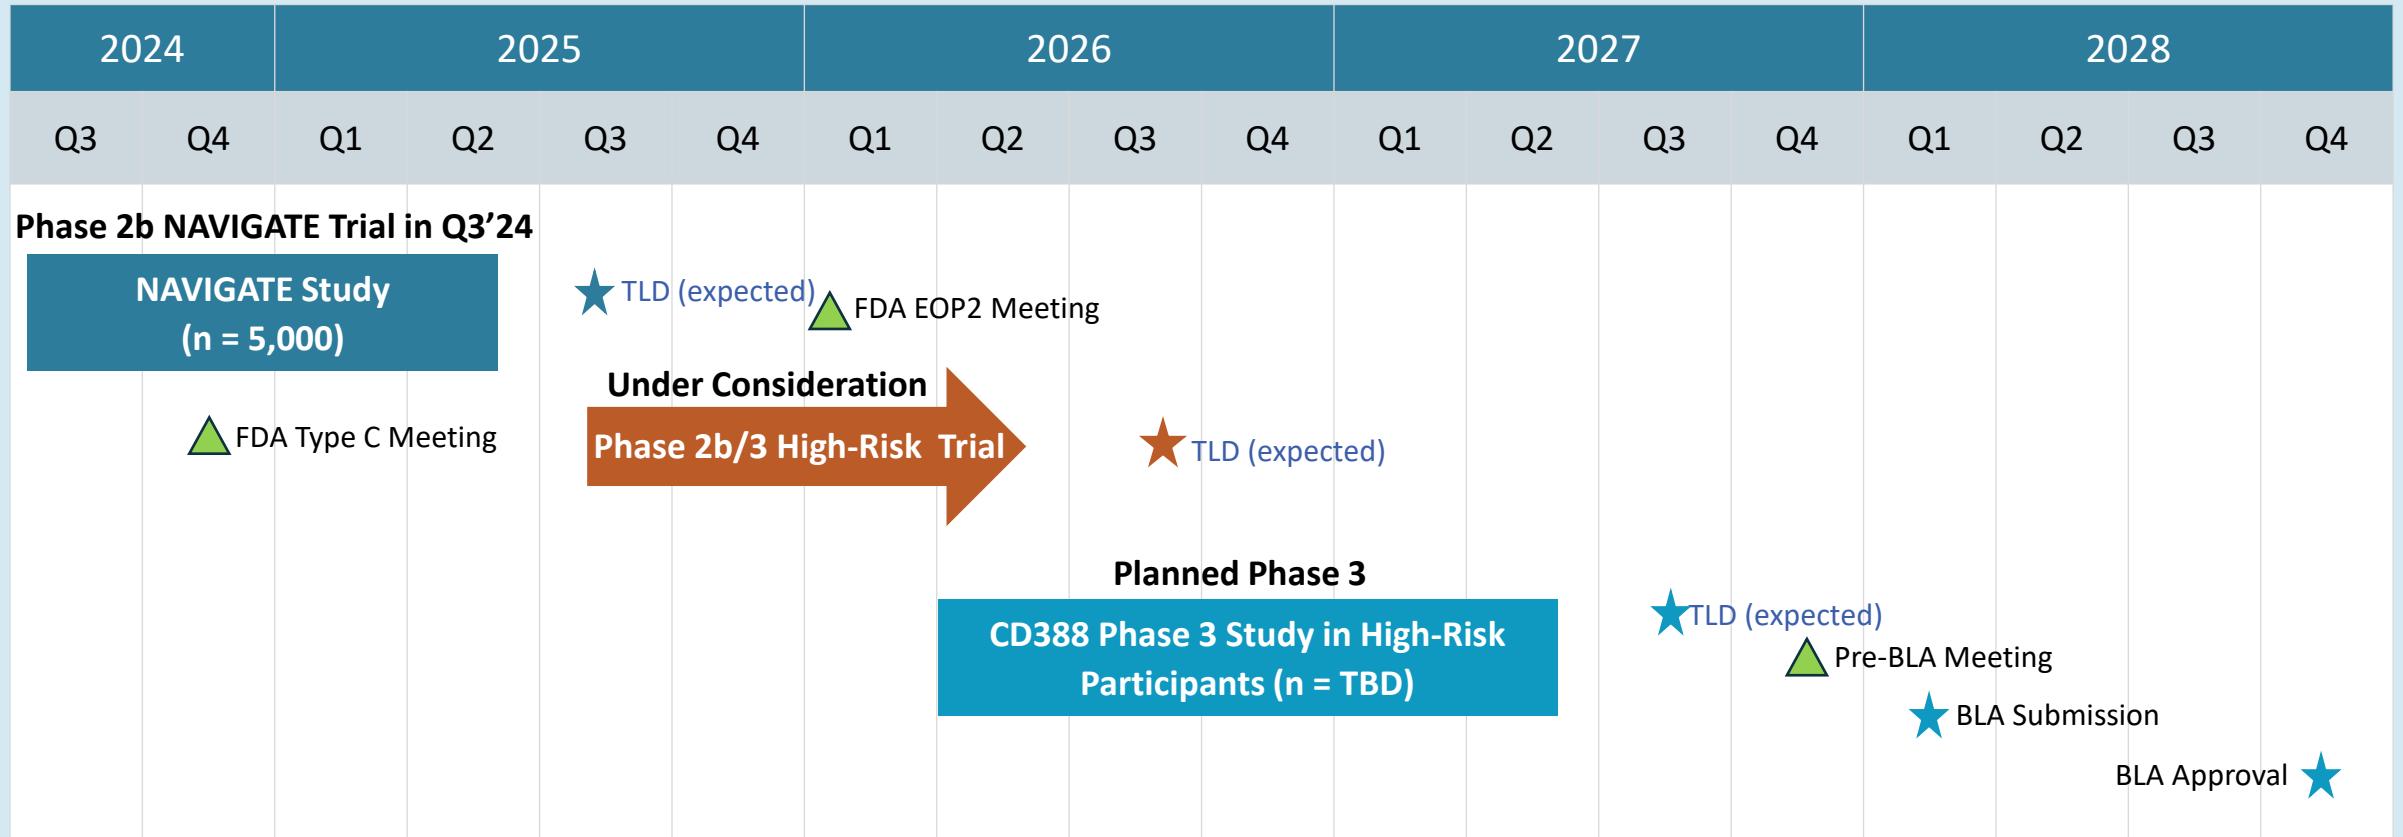 2024 2025 2026 2027 2028
Q3 Q4 Q1 Q2 Q3 Q4 Q1 Q2 Q3 Q4 Q1 Q2 Q3 Q4 Q1 Q2 Q3 Q4
Phase 2b NAVIGATE Trial in Q3’24
NAVIGATE Study
(n = 5,000)
TLD (expected)
FDA EOP2 Meeting
FDA Type C Meeting
Under Consideration
Phase 2b/3 High-Risk Trial
TLD (expected)
Planned Phase 3
CD388 Phase 3 Study in High-Risk
Participants (n = TBD)
TLD (expected)
Pre-BLA Meeting
BLA Submission
BLA Approval